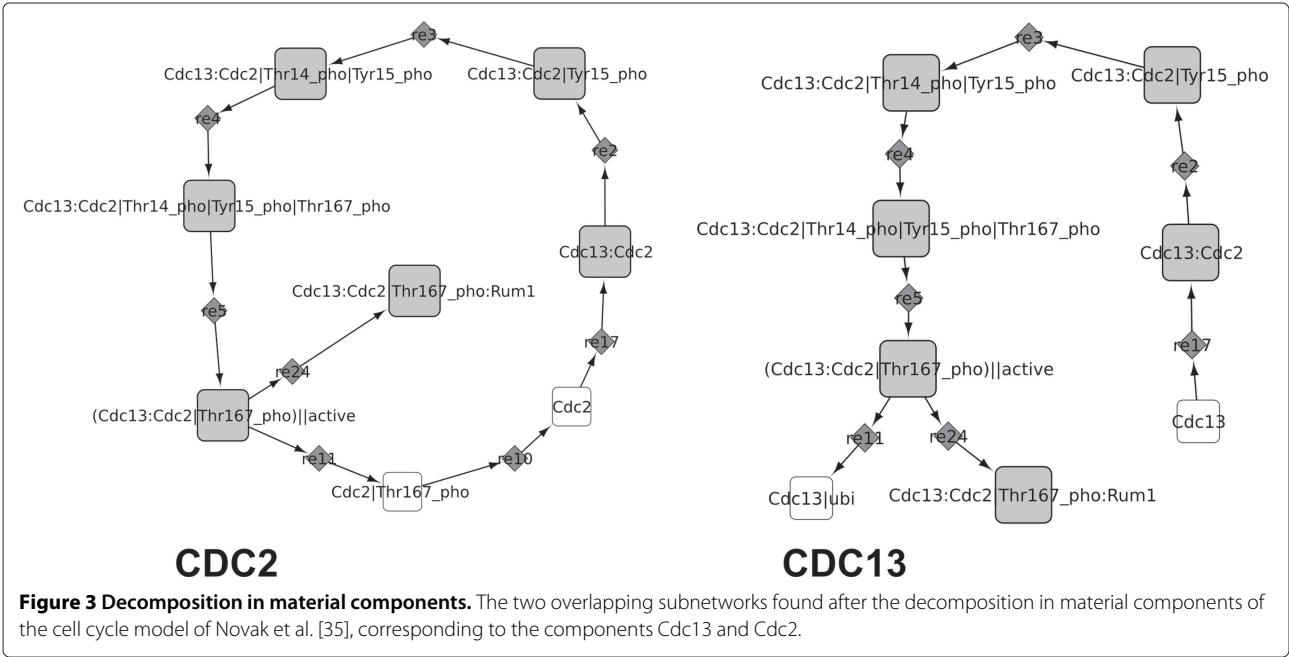 re3
Cdc13:Cdc2|Thr14_pho|Tyr15_pho
Cdc13:Cdc2|Tyr15_pho
re4
re2
Cdc13:Cdc2|Thr14_pho|Tyr15_pho|Thr167_pho
Cdc13:Cdc2
re5
Cdc13:Cdc2|Thr167_pho:Rum1
re17
re24
(Cdc13:Cdc2|Thr167_pho)||active
Cdc2
re11
re10
Cdc2|Thr167_pho
CDC2
re3
Cdc13:Cdc2|Thr14_pho|Tyr15_pho
Cdc13:Cdc2|Tyr15_pho
re4
re2
Cdc13:Cdc2|Thr14_pho|Tyr15_pho|Thr167_pho
Cdc13:Cdc2
re5
re17
(Cdc13:Cdc2|Thr167_pho)||active
Cdc13
re11
re24
Cdc13|ubi
Cdc13:Cdc2|Thr167_pho:Rum1
CDC13
Figure 3 Decomposition in material components. The two overlapping subnetworks found after the decomposition in material components of
the cell cycle model of Novak et al. [35], corresponding to the components Cdc13 and Cdc2.